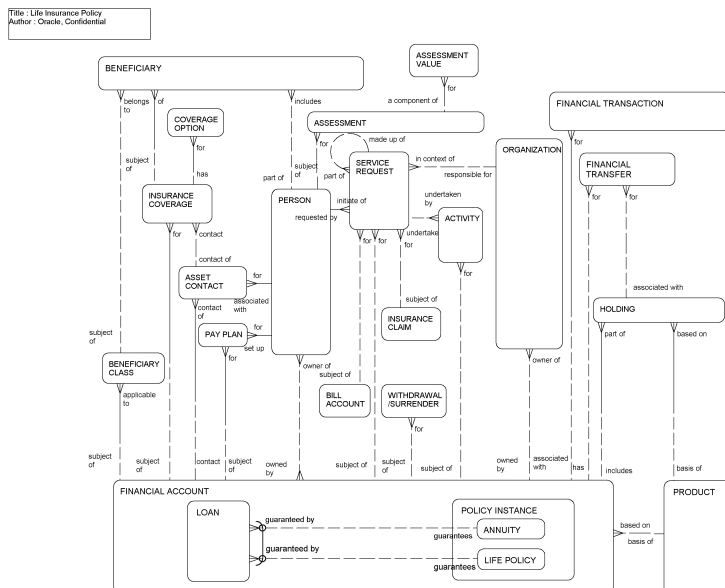 Title : Life Insurance Policy
Author : Oracle, Confidential
BENEFICIARY
ASSESSMENT
VALUE
for
belongs
to
of
includes
a component of
FINANCIAL TRANSACTION
COVERAGE
OPTION
for
ASSESSMENT
for
made up of
for
subject
of
has
part of
subject
of
part of
SERVICE
REQUEST
in context of
responsible for
ORGANIZATION
FINANCIAL
TRANSFER
for
for
INSURANCE
COVERAGE
for
contact
PERSON
initiate of
requested by
undertaken
by
undertake
ACTIVITY
for
for
for
for
contact of
ASSET
CONTACT
for
associated
with
contact
of
subject of
INSURANCE
CLAIM
associated with
HOLDING
part of
based on
PAY PLAN
for
set up
for
subject
of
BENEFICIARY
CLASS
applicable
to
owner of
subject of
BILL
ACCOUNT
WITHDRAWAL
/SURRENDER
for
owner of
subject
of
subject
of
contact
subject
of
owned
by
subject of
subject
of
subject of
owned
by
associated
with
has
includes
basis of
FINANCIAL ACCOUNT
LOAN
guaranteed by
guaranteed by
POLICY INSTANCE
ANNUITY
guarantees
LIFE POLICY
guarantees
based on
basis of
PRODUCT